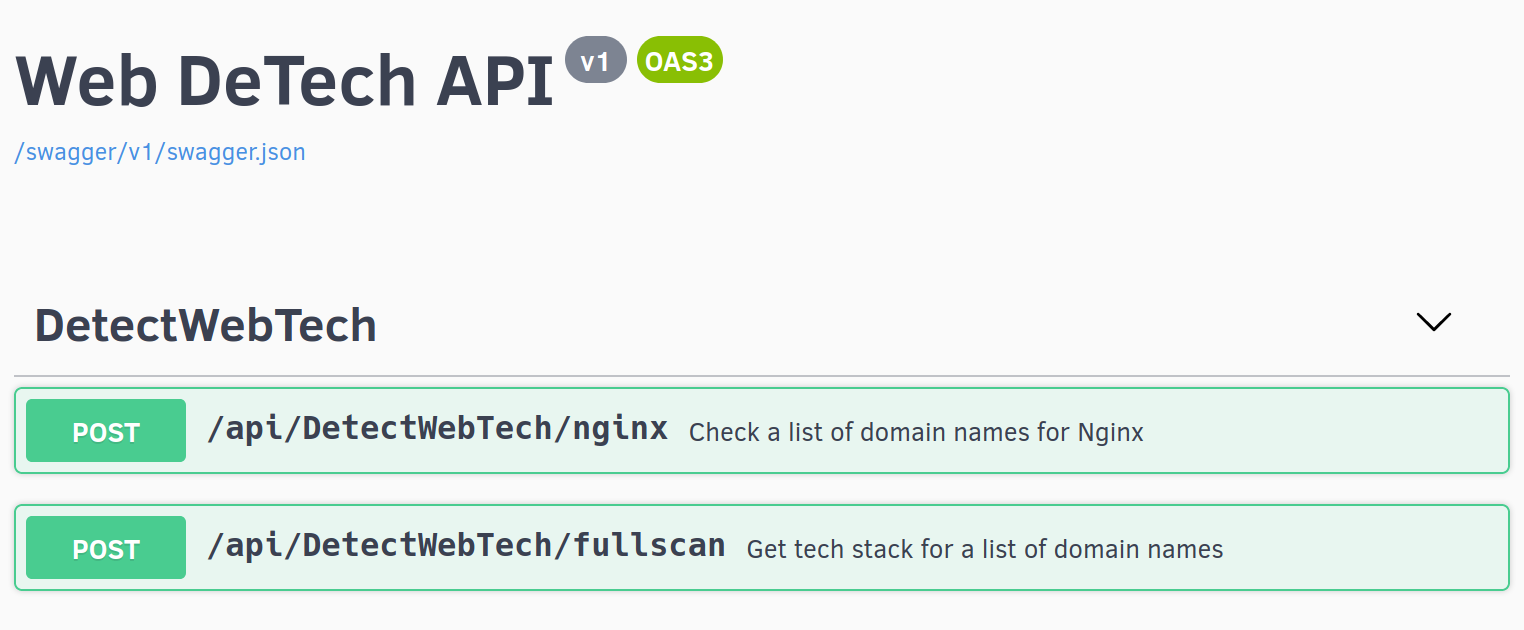 Web DeTech API v1 OAS3
/swagger/v1/swagger.json
DetectWebTech
POST /api/DetectWebTech/nginx Check a list of domain names for Nginx
POST /api/DetectWebTech/fullscan Get tech stack for a list of domain names